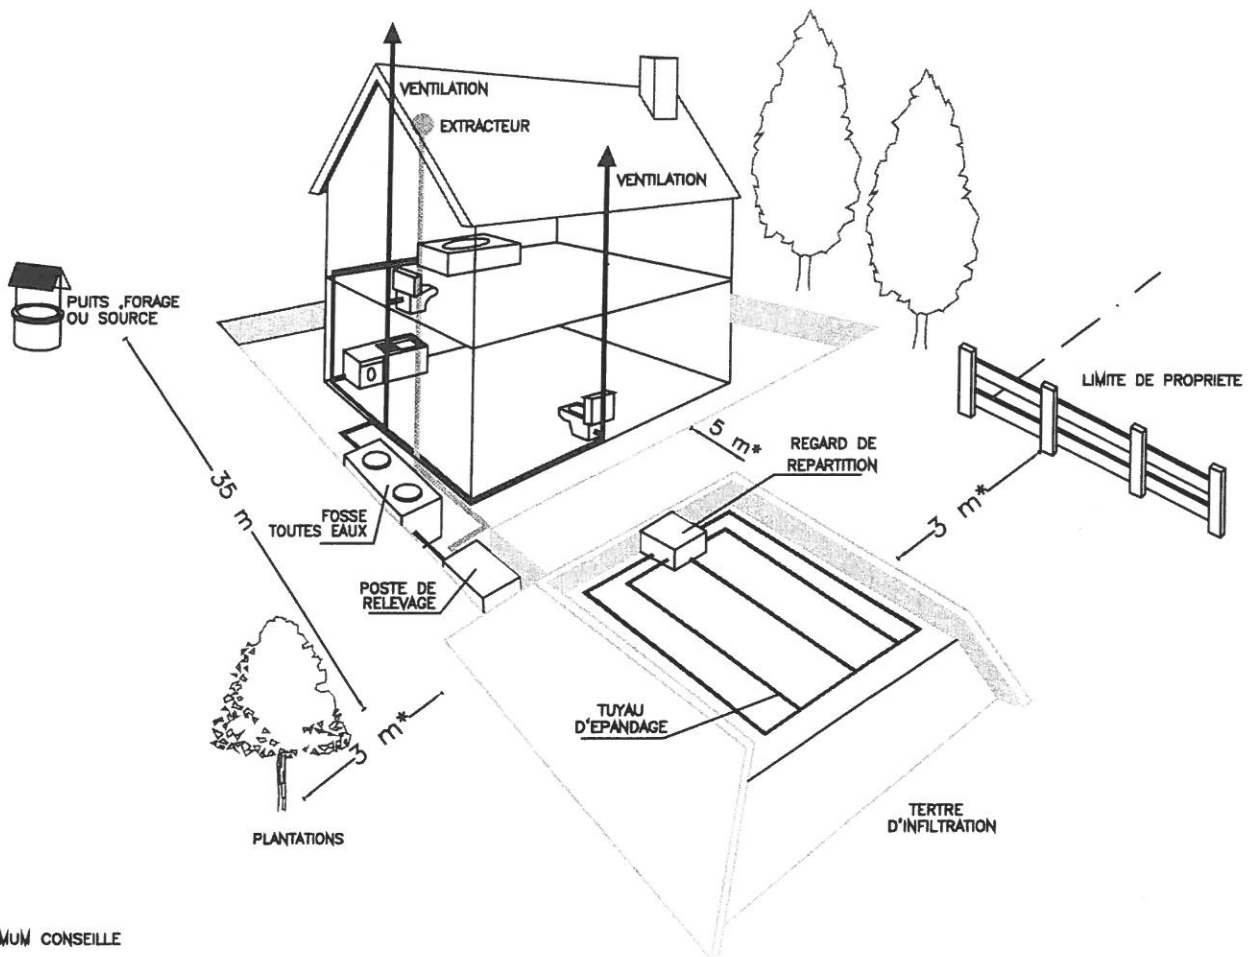 VENTILATION
EXTRACTEUR
VENTILATION
PUITS ,FORAGE
OU SOURCE
LIMITE DE PROPRIETE
5 m*
REGARD DE
REPARTITION
35 m
3 m*
FOSSE
TOUTES EAUX
POSTE DE
RELEVAGE
TUYAU
D'EPANDAGE
3 m*
TERTRE
D'INFILTRATION
PLANTATIONS
MUM CONSEILLE